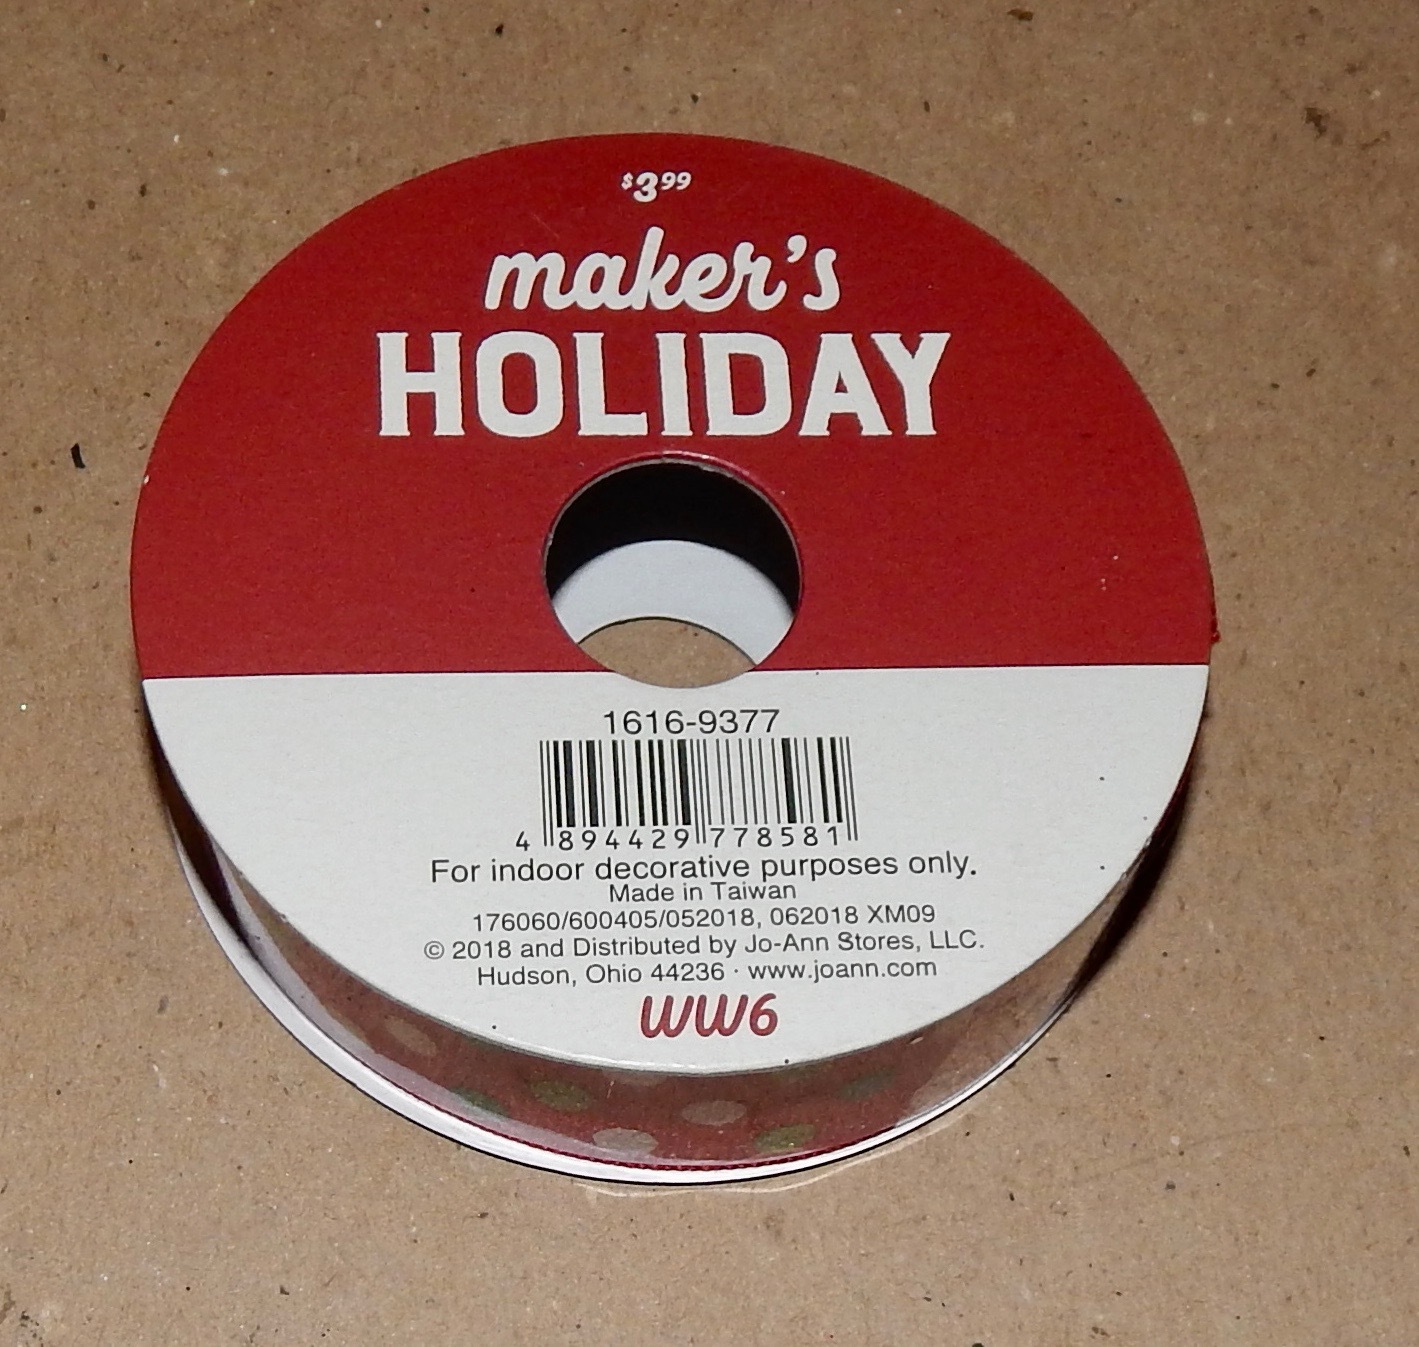 $3.99
maker's
HOLIDAY
1616-9377
4 894429 778581
For indoor decorative purposes only.
Made in Taiwan
176060/600405/052018, 062018 XM09
© 2018 and Distributed by Jo-Ann Stores, LLC.
Hudson, Ohio 44236 · www.joann.com
WW6